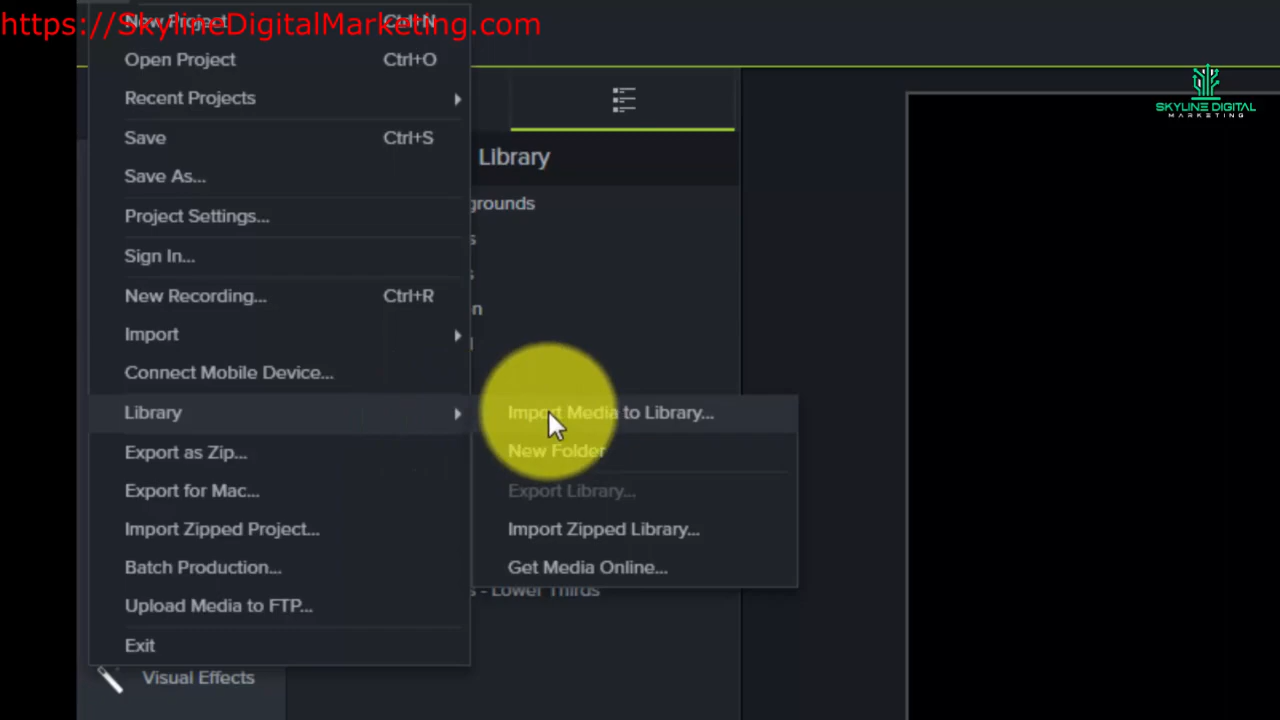 https://SkylineDigitalMarketing.com
New Project Ctrl+N
Open Project Ctrl+O
Recent Projects
Save Ctrl+S
Save As...
Project Settings...
Sign In...
New Recording... Ctrl+R
Import
Connect Mobile Device...
Library
Export as Zip...
Export for Mac...
Import Zipped Project...
Batch Production...
Upload Media to FTP...
Exit
Visual Effects
Library
Import Media to Library...
New Folder
Export Library...
Import Zipped Library...
Get Media Online...
- Lower Thirds
SKYLINE DIGITAL
MARKETING